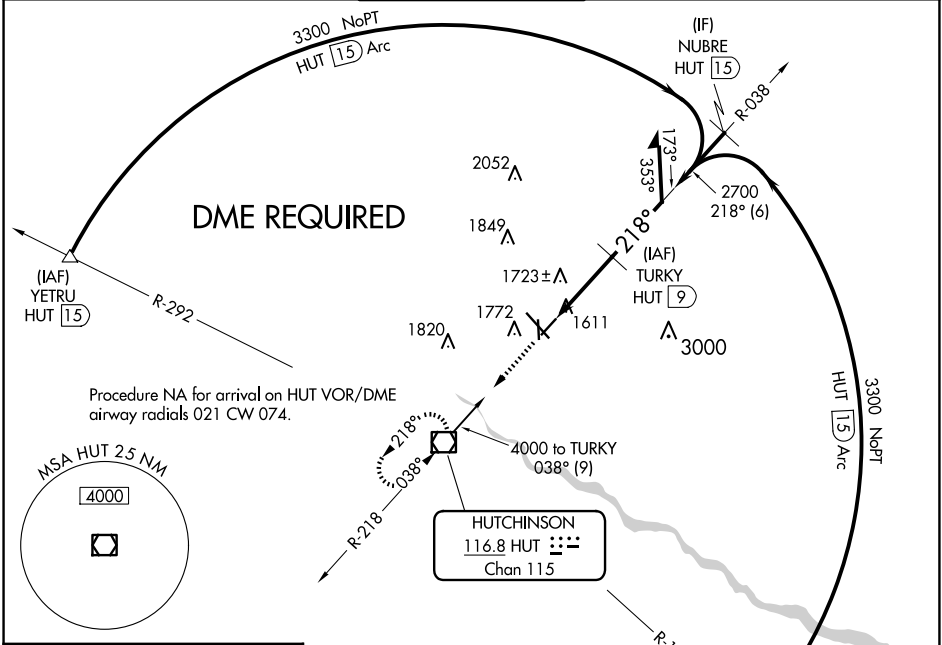 3300 NoPT
HUT 15 Arc
(IF)
NUBRE
HUT 15
R-038
173°
353°
2052
2700
218° (6)
DME REQUIRED
1849
218°
(IAF)
TURKY
HUT 9
1723±
(IAF)
YETRU
HUT 15
R-292
1772
1611
1820
3000
Procedure NA for arrival on HUT VOR/DME
airway radials 021 CW 074.
3300 NoPT
HUT 15 Arc
218°
038°
4000 to TURKY
038° (9)
MSA HUT 25 NM
4000
R-218
HUTCHINSON
116.8 HUT
Chan 115